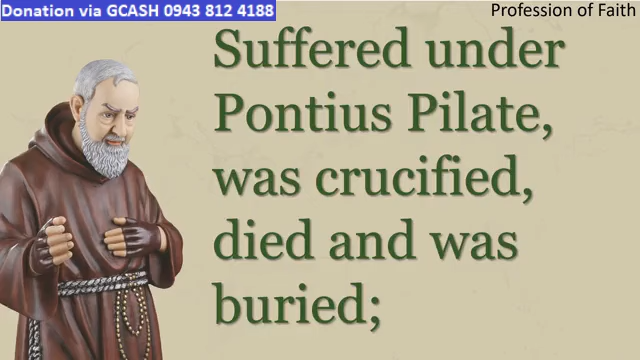 Donation via GCASH 0943 812 4188
Profession of Faith
Suffered under
Pontius Pilate,
was crucified,
died and was
buried;